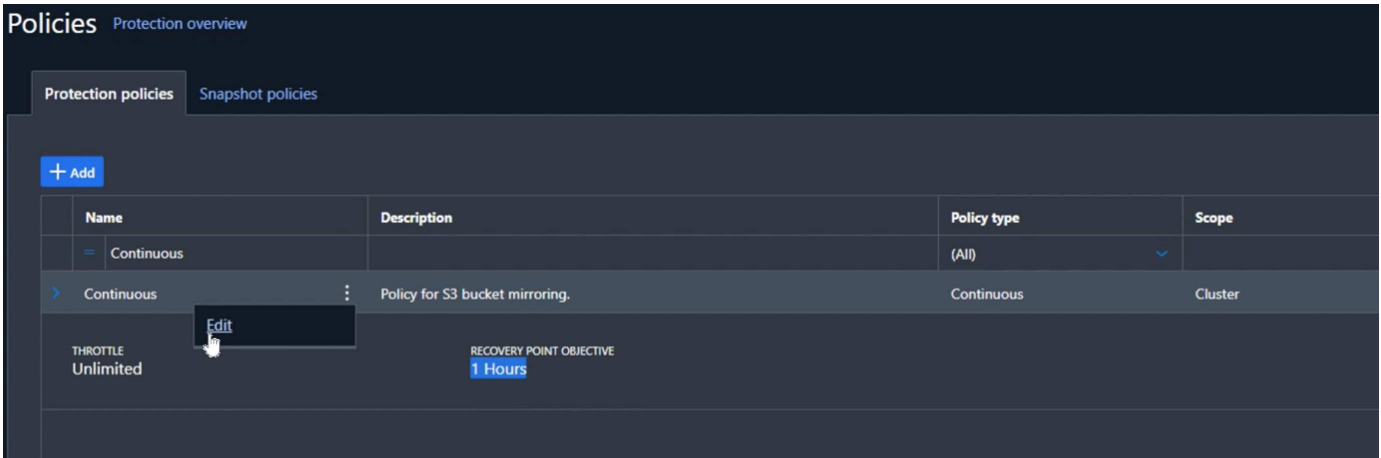 Policies Protection overview
Protection policies Snapshot policies
+ Add
Name Description Policy type Scope
= Continuous (All)
Continuous Policy for S3 bucket mirroring. Continuous Cluster
Edit
THROTTLE RECOVERY POINT OBJECTIVE
Unlimited 1 Hours